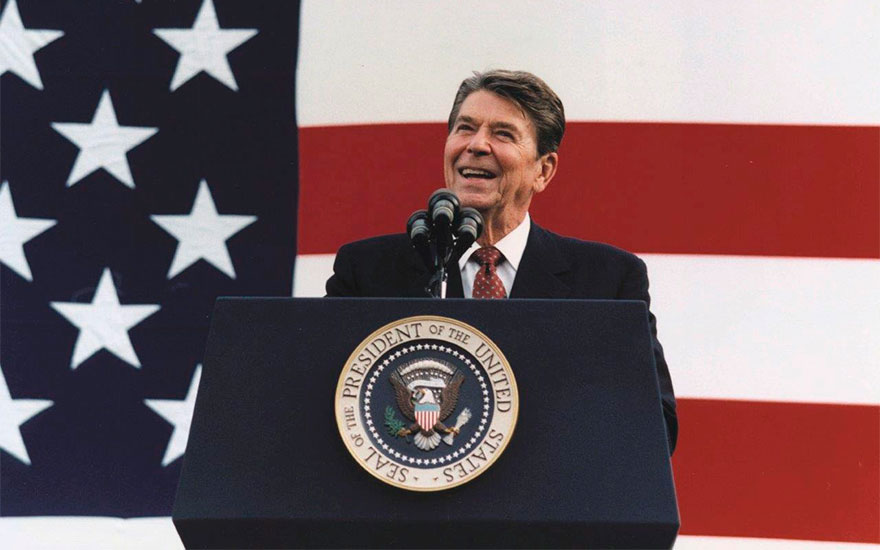 SEAL OF THE PRESIDENT OF THE UNITED STATES